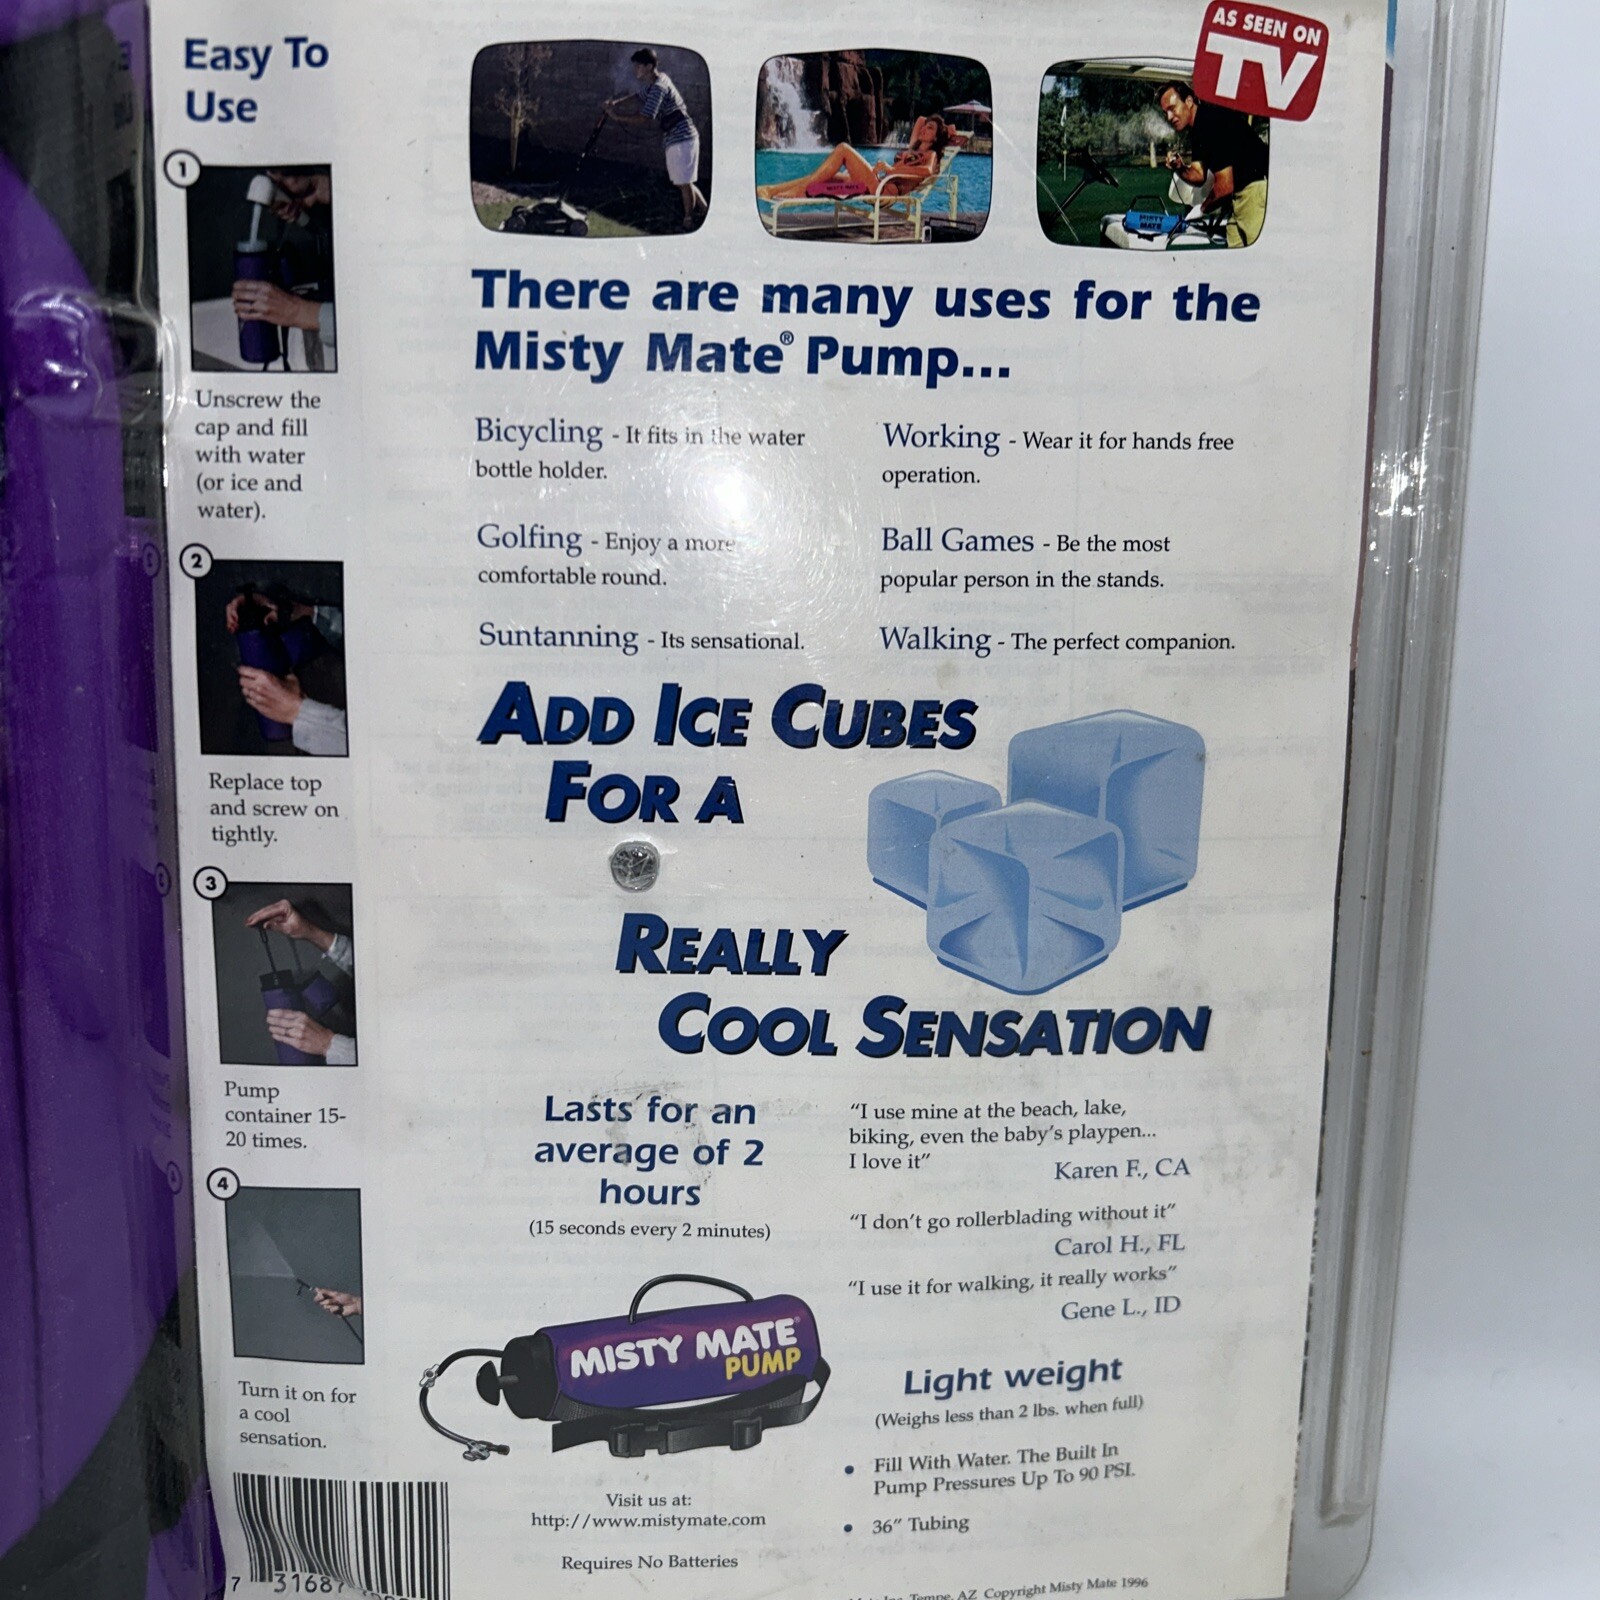 Easy To
Use
1
Unscrew the
cap and fill
with water
(or ice and
water).
2
Replace top
and screw on
tightly.
3
Pump
container 15-
20 times.
4
Turn it on for
a cool
sensation.
7 31687
AS SEEN ON
TV
MISTY
MATE
There are many uses for the
Misty Mate® Pump...
Bicycling - It fits in the water
bottle holder.
Golfing - Enjoy a more
comfortable round.
Suntanning - Its sensational.
Working - Wear it for hands free
operation.
Ball Games - Be the most
popular person in the stands.
Walking - The perfect companion.
ADD ICE CUBES
FOR A
REALLY
COOL SENSATION
Lasts for an
average of 2
hours
(15 seconds every 2 minutes)
MISTY MATE®
PUMP
Visit us at:
http://www.mistymate.com
Requires No Batteries
"I use mine at the beach, lake,
biking, even the baby's playpen...
I love it"
Karen F., CA
"I don't go rollerblading without it"
Carol H., FL
"I use it for walking, it really works"
Gene L., ID
Light weight
(Weighs less than 2 lbs. when full)
• Fill With Water. The Built In
Pump Pressures Up To 90 PSI.
• 36" Tubing
Inc. Tempe, AZ Copyright Misty Mate 1996